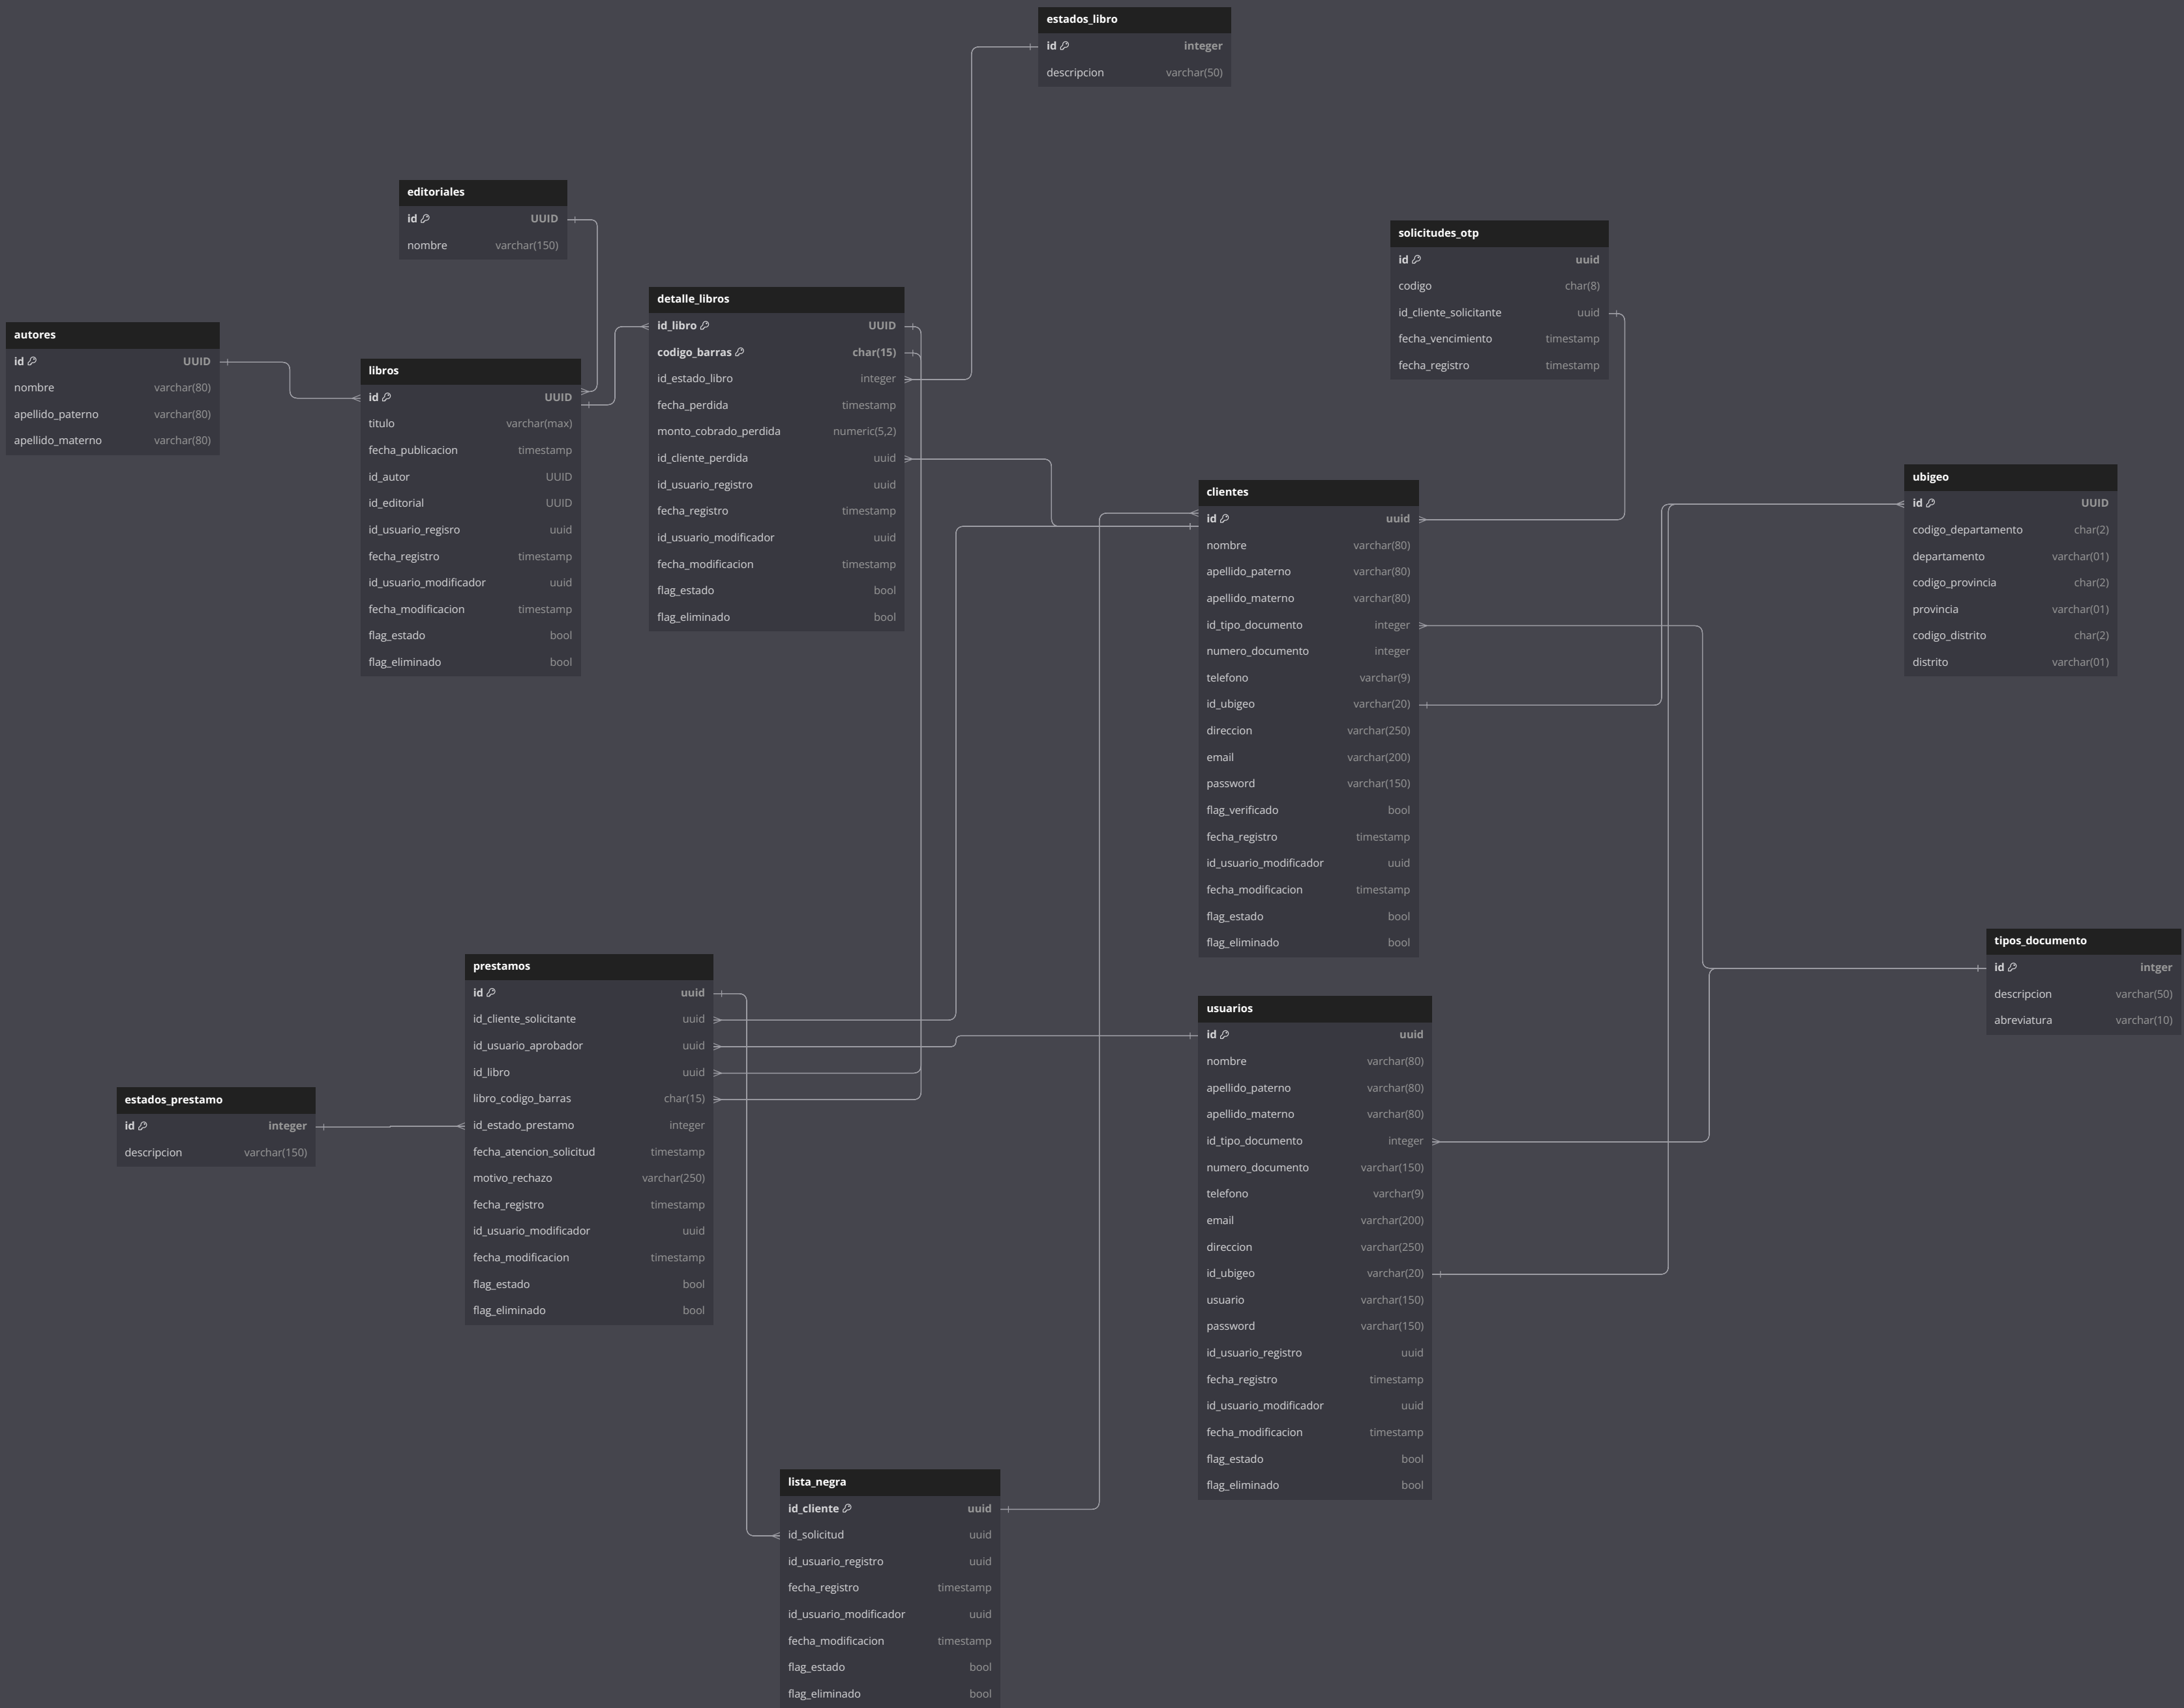 estados_libro
id integer
descripcion varchar(50)
editoriales
id UUID
nombre varchar(150)
solicitudes_otp
id uuid
codigo char(8)
id_cliente_solicitante uuid
fecha_vencimiento timestamp
fecha_registro timestamp
detalle_libros
id_libro UUID
codigo_barras char(15)
id_estado_libro integer
fecha_perdida timestamp
monto_cobrado_perdida numeric(5,2)
id_cliente_perdida uuid
id_usuario_registro uuid
fecha_registro timestamp
id_usuario_modificador uuid
fecha_modificacion timestamp
flag_estado bool
flag_eliminado bool
autores
id UUID
nombre varchar(80)
apellido_paterno varchar(80)
apellido_materno varchar(80)
libros
id UUID
titulo varchar(max)
fecha_publicacion timestamp
id_autor UUID
id_editorial UUID
id_usuario_regisro uuid
fecha_registro timestamp
id_usuario_modificador uuid
fecha_modificacion timestamp
flag_estado bool
flag_eliminado bool
ubigeo
id UUID
codigo_departamento char(2)
departamento varchar(01)
codigo_provincia char(2)
provincia varchar(01)
codigo_distrito char(2)
distrito varchar(01)
clientes
id uuid
nombre varchar(80)
apellido_paterno varchar(80)
apellido_materno varchar(80)
id_tipo_documento integer
numero_documento integer
telefono varchar(9)
id_ubigeo varchar(20)
direccion varchar(250)
email varchar(200)
password varchar(150)
flag_verificado bool
fecha_registro timestamp
id_usuario_modificador uuid
fecha_modificacion timestamp
flag_estado bool
flag_eliminado bool
tipos_documento
id intger
descripcion varchar(50)
abreviatura varchar(10)
prestamos
id uuid
id_cliente_solicitante uuid
id_usuario_aprobador uuid
id_libro uuid
libro_codigo_barras char(15)
id_estado_prestamo integer
fecha_atencion_solicitud timestamp
motivo_rechazo varchar(250)
fecha_registro timestamp
id_usuario_modificador uuid
fecha_modificacion timestamp
flag_estado bool
flag_eliminado bool
usuarios
id uuid
nombre varchar(80)
apellido_paterno varchar(80)
apellido_materno varchar(80)
id_tipo_documento integer
numero_documento varchar(150)
telefono varchar(9)
email varchar(200)
direccion varchar(250)
id_ubigeo varchar(20)
usuario varchar(150)
password varchar(150)
id_usuario_registro uuid
fecha_registro timestamp
id_usuario_modificador uuid
fecha_modificacion timestamp
flag_estado bool
flag_eliminado bool
estados_prestamo
id integer
descripcion varchar(150)
lista_negra
id_cliente uuid
id_solicitud uuid
id_usuario_registro uuid
fecha_registro timestamp
id_usuario_modificador uuid
fecha_modificacion timestamp
flag_estado bool
flag_eliminado bool